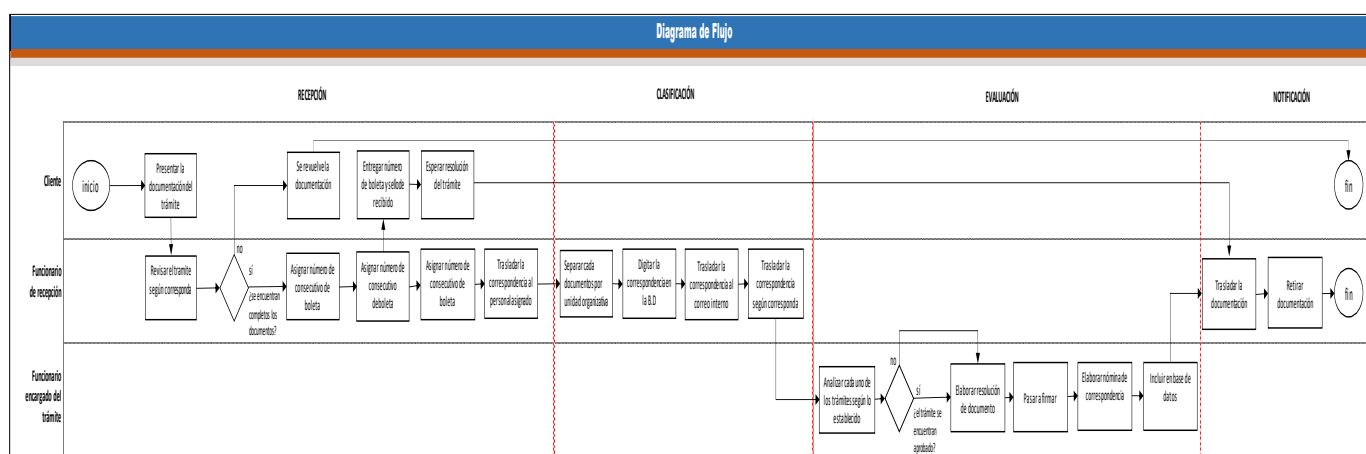 Diagrama de Flujo
RECEPCIÓN
CLASIFICACIÓN
EVALUACIÓN
NOTIFICACIÓN
Cliente
inicio
Presentar la
documentación del
trámite
Se revuelve la
documentación
Entregar número
de boleta y sello de
recibido
Esperar resolución
del trámite
fin
Funcionario
de recepción
Revisar el tramite
según corresponda
no
sí
¿se encuentran
completos los
documentos?
Asignar número de
consecutivo de
boleta
Asignar número de
consecutivo
deboleta
Asignar número de
consecutivo de
boleta
Trasladar la
correspondencia al
personal asigrado
Separar cada
documentos por
unidad organizativa
Digitar la
correspondencia en
la B.D
Trasladar la
correspondencia al
correo interno
Trasladar la
correspondencia
según corresponda
Trasladar la
documentación
Retirar
documentación
fin
Funcionario
encargado del
trámite
Analizar cada uno de
los trámites según lo
establecido
no
sí
¿el trámite se
encuentran
aprobado?
Elaborar resolución
de documento
Pasar a firmar
Elaborar nómina de
correspondencia
Incluir en base de
datos